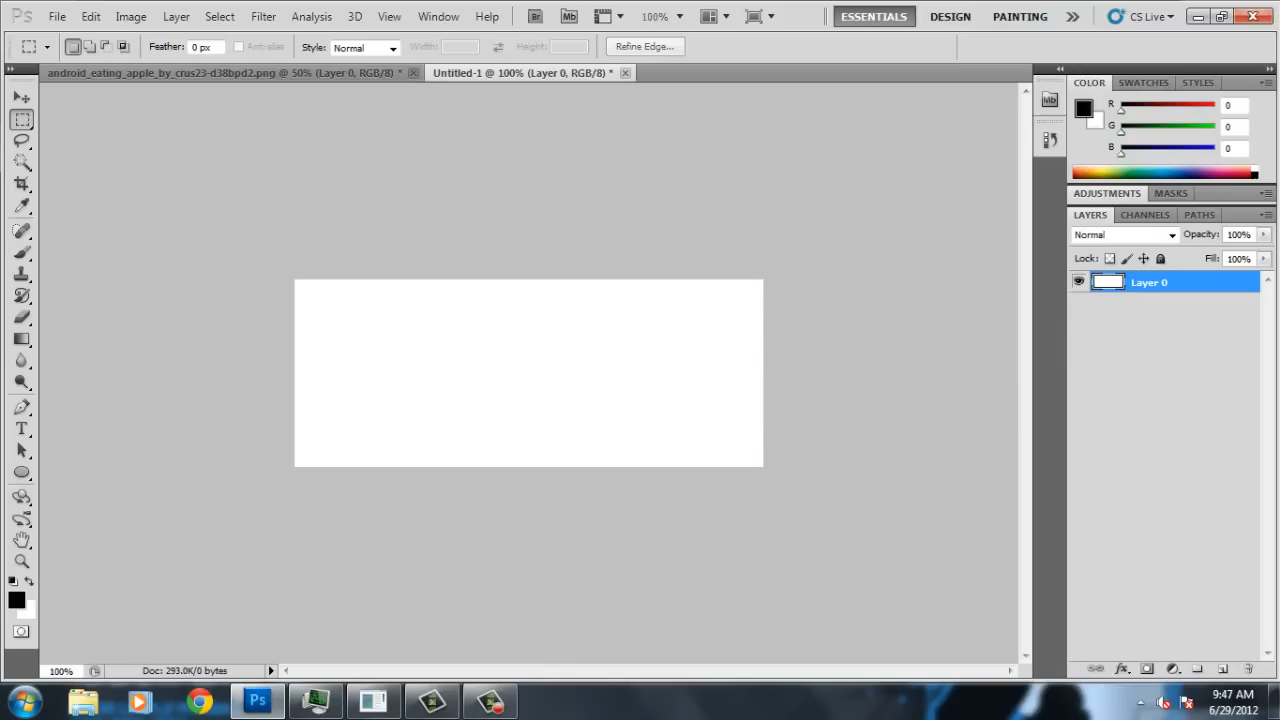 Ps File Edit Image Layer Select Filter Analysis 3D View Window Help Br Mb 100% ESSENTIALS DESIGN PAINTING CS Live
Feather: 0 px Anti-alias Style: Normal Width: Height: Refine Edge...
android_eating_apple_by_crus23-d38bpd2.png @ 50% (Layer 0, RGB/8) * Untitled-1 @ 100% (Layer 0, RGB/8) *
COLOR SWATCHES STYLES
Mb
R 0
G 0
B 0
ADJUSTMENTS MASKS
LAYERS CHANNELS PATHS
Normal Opacity: 100%
Lock: Fill: 100%
Layer 0
T
100% Doc: 293.0K/0 bytes
fx
Ps
9:47 AM
6/29/2012